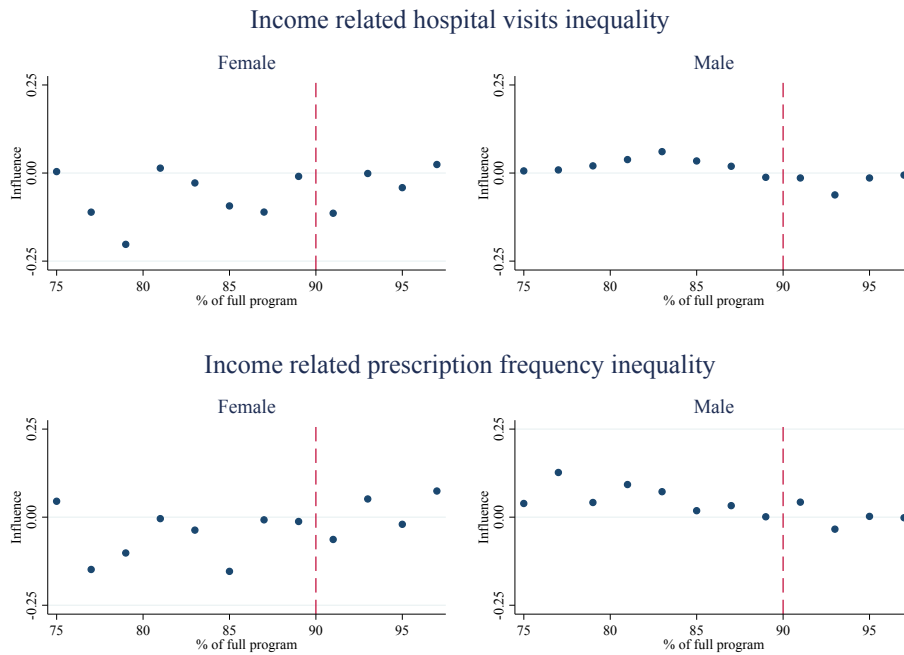 Income related hospital visits inequality
Female
Male
0.25
0.00
-0.25
Influence
75 80 85 90 95
% of full program
0.25
0.00
-0.25
Influence
75 80 85 90 95
% of full program
Income related prescription frequency inequality
Female
Male
0.25
0.00
-0.25
Influence
75 80 85 90 95
% of full program
0.25
0.00
-0.25
Influence
75 80 85 90 95
% of full program